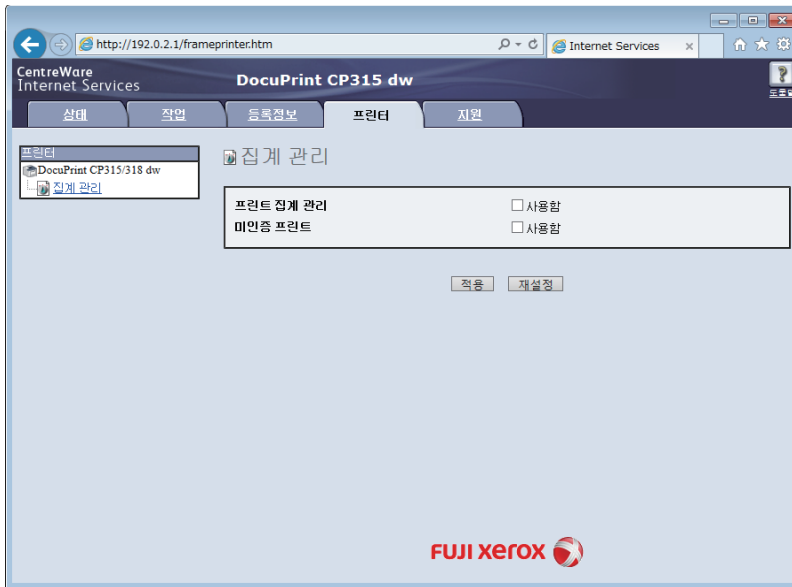 http://192.0.2.1/frameprinter.htm
Internet Services
CentreWare
Internet Services
DocuPrint CP315 dw
도움말
상태
작업
등록정보
프린터
지원
프린터
DocuPrint CP315/318 dw
집계 관리
집계 관리
프린트 집계 관리
사용함
미인증 프린트
사용함
적용
재설정
FUJI xerox